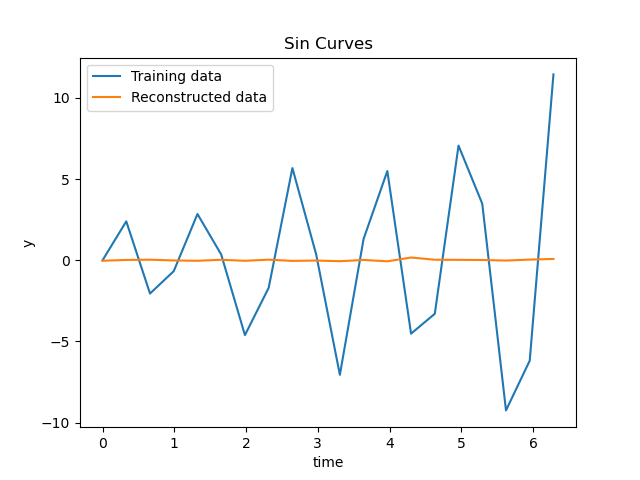 Sin Curves
Training data
Reconstructed data
10
5
0
−5
−10
y
0 1 2 3 4 5 6
time